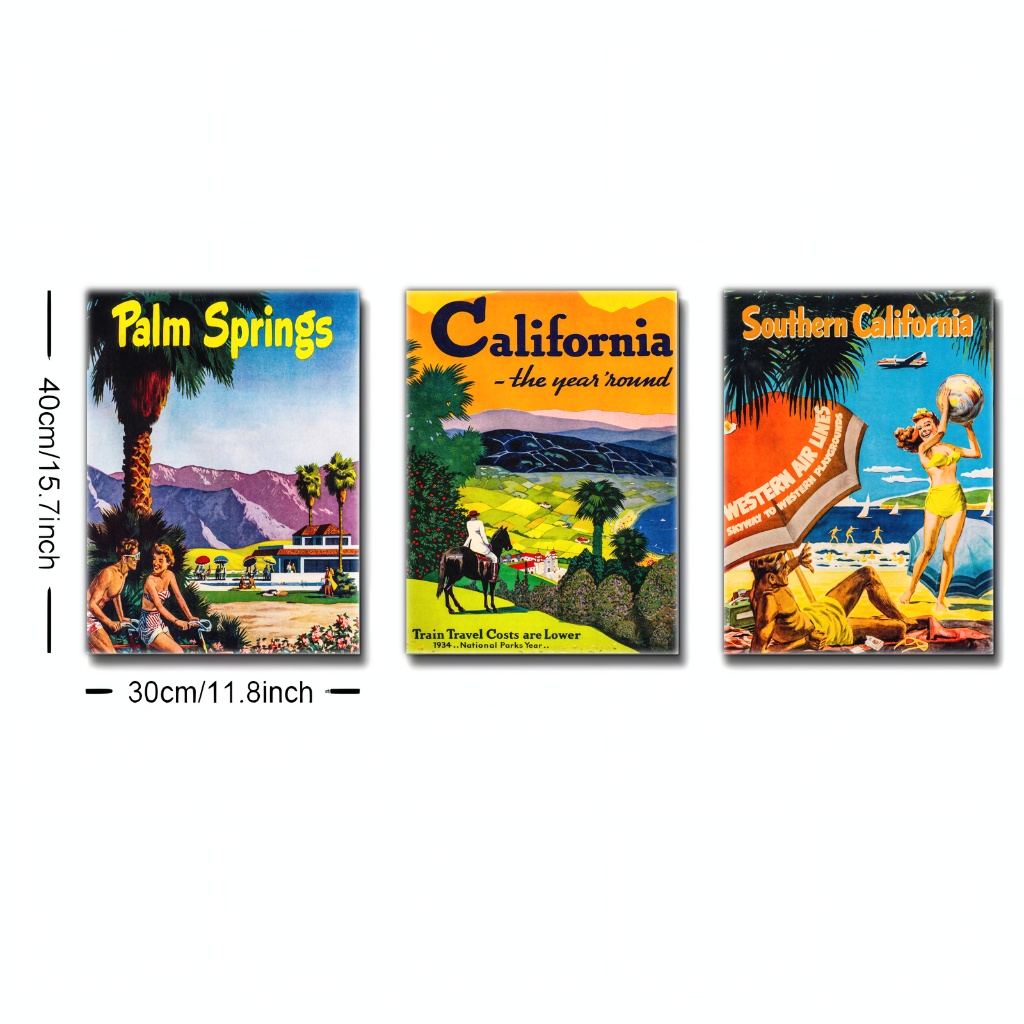 40cm/15.7inch
30cm/11.8inch
Palm Springs
California
- the year 'round
Train Travel Costs are Lower
1934..National Parks Year..
Southern California
WESTERN AIR LINES
SKYWAY TO WESTERN PLAYGROUNDS